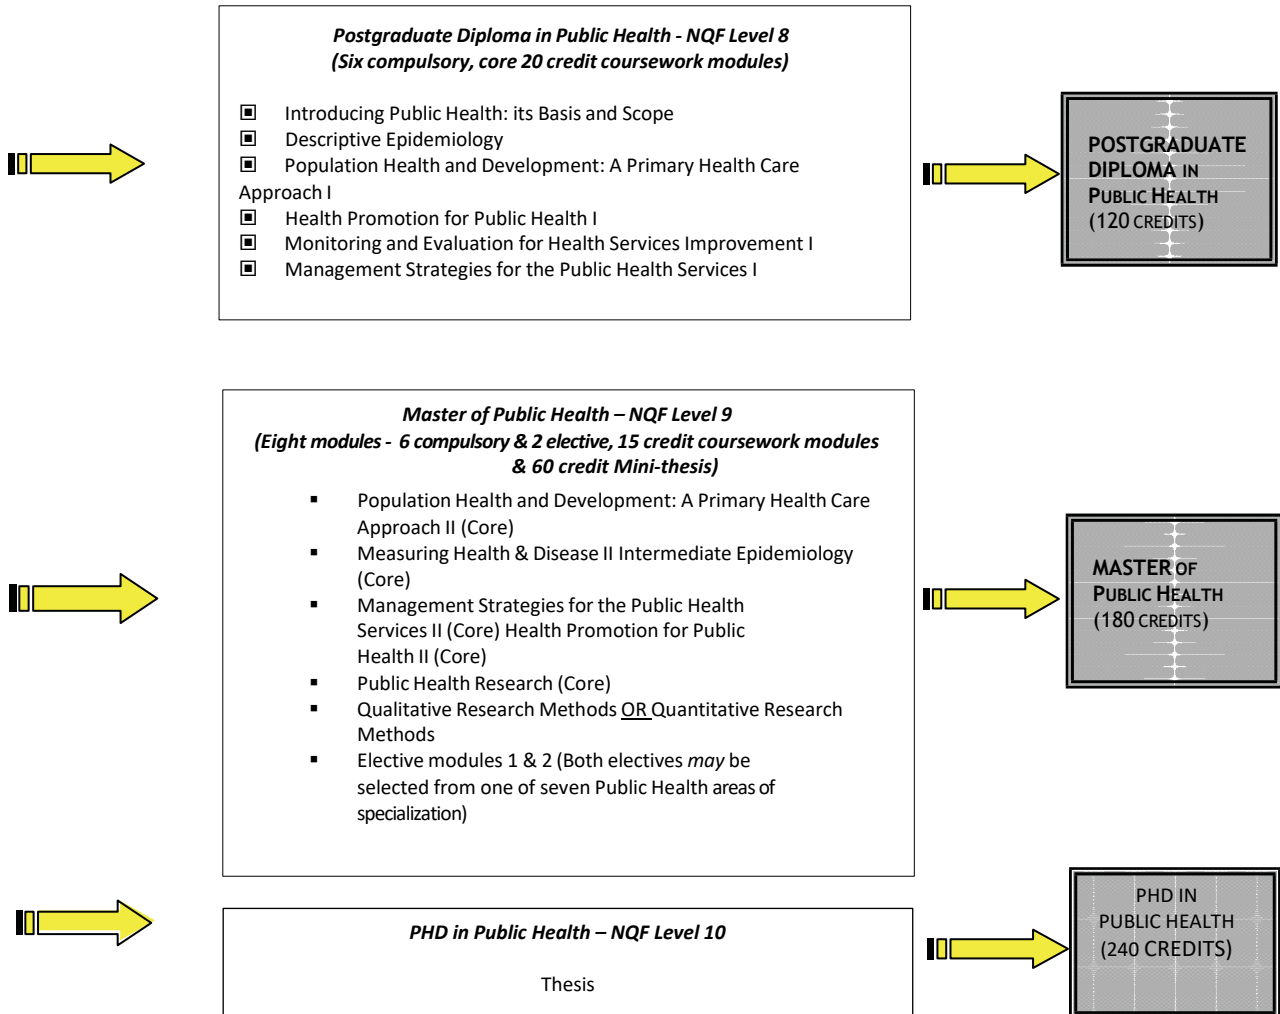 Postgraduate Diploma in Public Health - NQF Level 8
(Six compulsory, core 20 credit coursework modules)
Introducing Public Health: its Basis and Scope
Descriptive Epidemiology
Population Health and Development: A Primary Health Care
Approach I
Health Promotion for Public Health I
Monitoring and Evaluation for Health Services Improvement I
Management Strategies for the Public Health Services I
POSTGRADUATE
DIPLOMA IN
PUBLIC HEALTH
(120 CREDITS)
Master of Public Health – NQF Level 9
(Eight modules - 6 compulsory & 2 elective, 15 credit coursework modules
& 60 credit Mini-thesis)
Population Health and Development: A Primary Health Care
Approach II (Core)
Measuring Health & Disease II Intermediate Epidemiology
(Core)
Management Strategies for the Public Health
Services II (Core) Health Promotion for Public
Health II (Core)
Public Health Research (Core)
Qualitative Research Methods OR Quantitative Research
Methods
Elective modules 1 & 2 (Both electives may be
selected from one of seven Public Health areas of
specialization)
MASTER OF
PUBLIC HEALTH
(180 CREDITS)
PHD in Public Health – NQF Level 10
Thesis
PHD IN
PUBLIC HEALTH
(240 CREDITS)